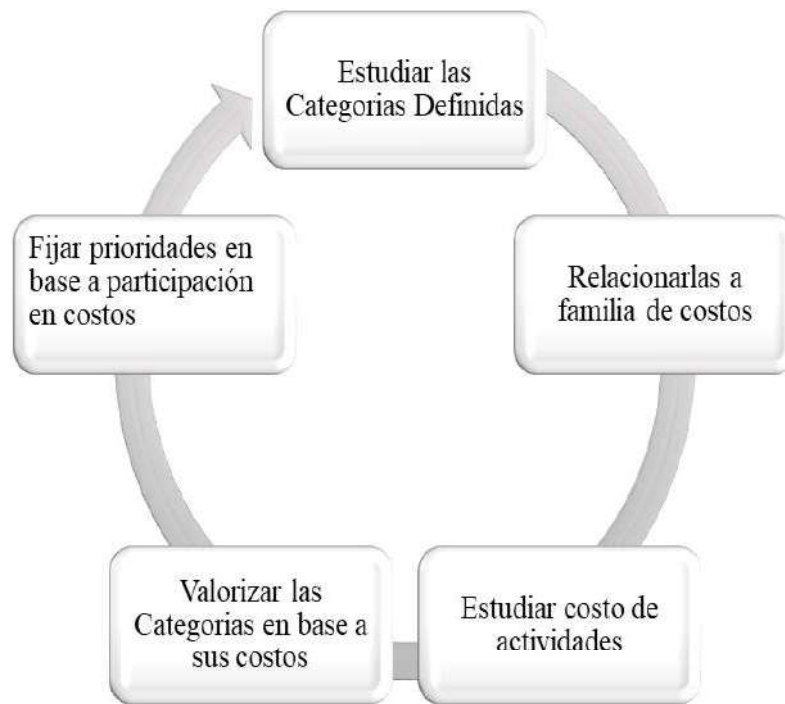 Estudiar las
Categorias Definidas
Relacionarlas a
familia de costos
Estudiar costo de
actividades
Valorizar las
Categorias en base a
sus costos
Fijar prioridades en
base a participación
en costos